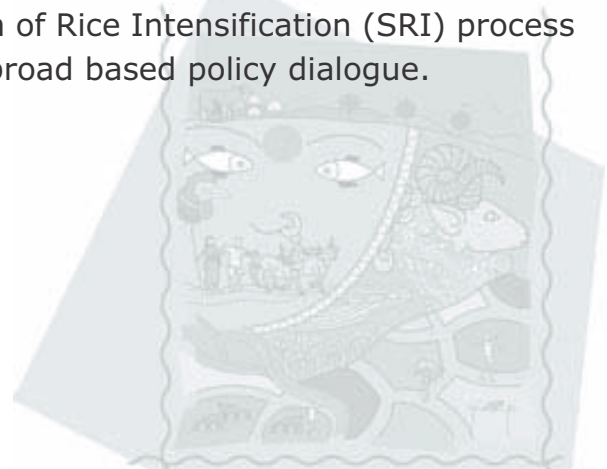 of Rice Intensification (SRI) process
broad based policy dialogue.